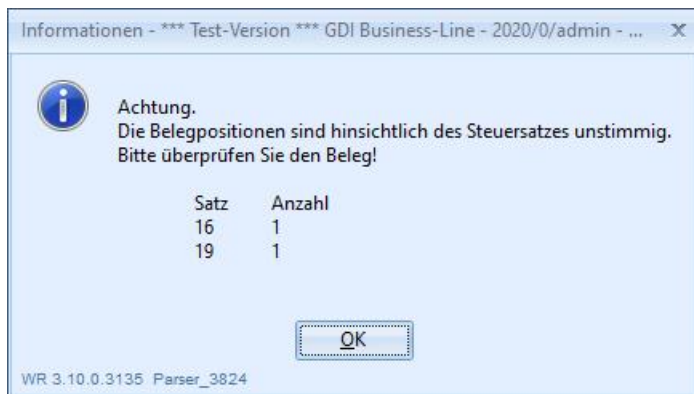 Informationen - *** Test-Version *** GDI Business-Line - 2020/0/admin - ...
Achtung.
Die Belegpositionen sind hinsichtlich des Steuersatzes unstimmig.
Bitte überprüfen Sie den Beleg!
Satz Anzahl
16 1
19 1
OK
WR 3.10.0.3135 Parser_3824